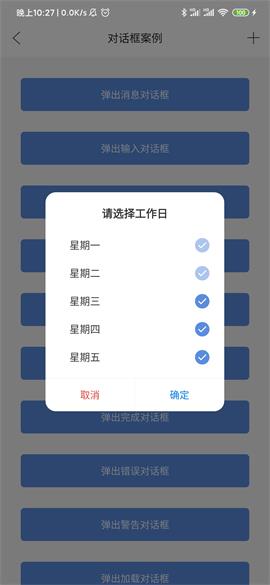 晚上10:27 | 0.0K/s
100
对话框案例
弹出消息对话框
弹出输入对话框
请选择工作日
星期一
星期二
星期三
星期四
星期五
取消
确定
弹出完成对话框
弹出错误对话框
弹出警告对话框
弹出加载对话框